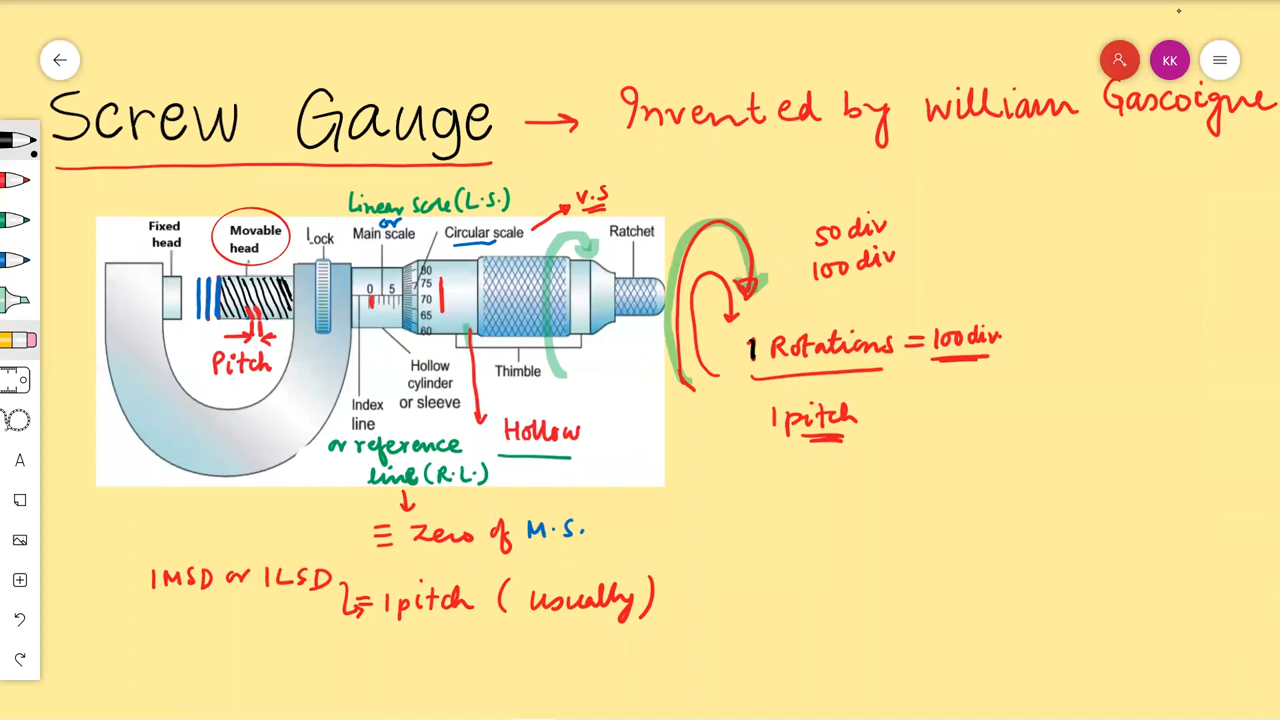 KK
Screw Gauge → Invented by William Gascoigne
Linear Scale (L.S.)
or
V.S
Fixed head
Movable head
Lock
Main scale
Circular scale
Ratchet
50 div
100 div
0 5
80
75
70
65
60
Pitch
Hollow cylinder or sleeve
Thimble
Index line
or reference line (R.L.)
Hollow
1 Rotations = 100 div
1 pitch
≡ Zero of M.S.
1 MSD or 1 LSD
= 1 pitch (usually)
A